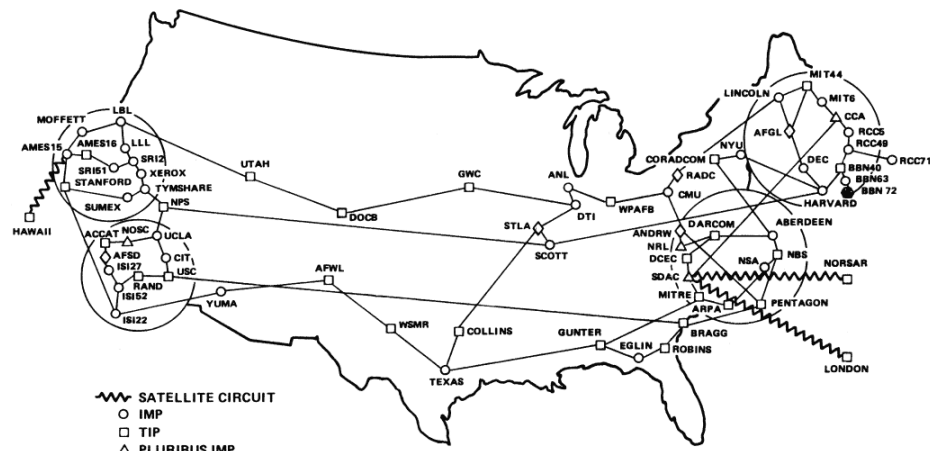 MIT44
LINCOLN
MIT6
CCA
RCC5
RCC49
RCC71
AFGL
DEC
BBN40
BBN63
BBN 72
HARVARD
NYU
CORADCOM
RADC
CMU
MOFFETT
LBL
AMES15
AMES16
LLL
SRI2
SRI51
XEROX
STANFORD
TYMSHARE
SUMEX
NPS
HAWAII
UTAH
GWC
DOCB
ANL
WPAFB
DTI
STLA
SCOTT
ACCAT
NOSC
UCLA
AFSD
CIT
ISI27
RAND
USC
ISI52
ISI22
YUMA
AFWL
WSMR
COLLINS
TEXAS
GUNTER
EGLIN
ROBINS
BRAGG
ANDRW
DARCOM
ABERDEEN
NRL
DCEC
NSA
NBS
NORSAR
SDAC
MITRE
ARPA
PENTAGON
LONDON
SATELLITE CIRCUIT
IMP
TIP
PLURIBUS IMP